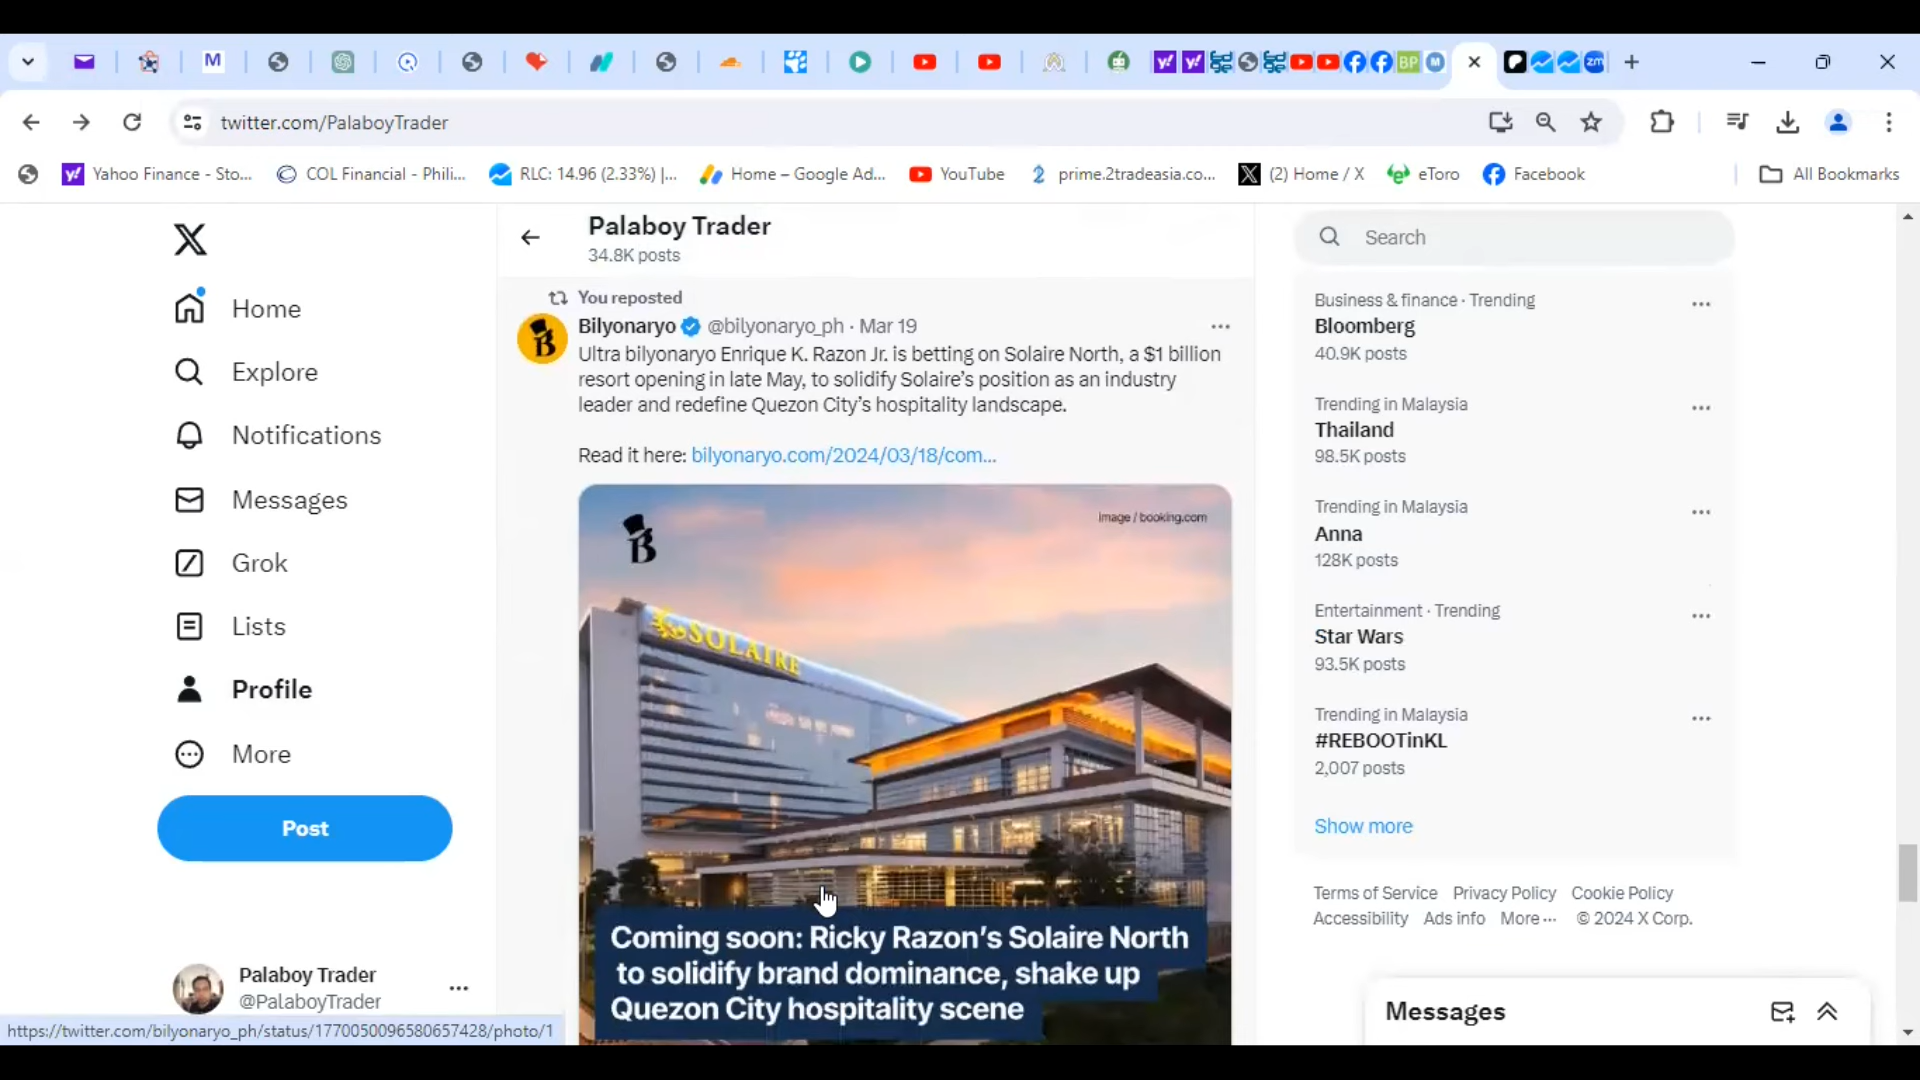 twitter.com/PalaboyTrader
Yahoo Finance - Sto...
COL Financial - Phili...
RLC: 14.96 (2.33%) |...
Home – Google Ad...
YouTube
prime.2tradeasia.co...
(2) Home / X
eToro
Facebook
All Bookmarks
Home
Explore
Notifications
Messages
Grok
Lists
Profile
More
Post
Palaboy Trader
@PalaboyTrader
https://twitter.com/bilyonaryo_ph/status/1770050096580657428/photo/1
Palaboy Trader
34.8K posts
You reposted
Bilyonaryo @bilyonaryo_ph · Mar 19
Ultra bilyonaryo Enrique K. Razon Jr. is betting on Solaire North, a $1 billion
resort opening in late May, to solidify Solaire’s position as an industry
leader and redefine Quezon City’s hospitality landscape.
Read it here: bilyonaryo.com/2024/03/18/com...
B
Image / booking.com
SOLAIRE
Coming soon: Ricky Razon’s Solaire North
to solidify brand dominance, shake up
Quezon City hospitality scene
Search
Business & finance · Trending
Bloomberg
40.9K posts
Trending in Malaysia
Thailand
98.5K posts
Trending in Malaysia
Anna
128K posts
Entertainment · Trending
Star Wars
93.5K posts
Trending in Malaysia
#REBOOTinKL
2,007 posts
Show more
Terms of Service Privacy Policy Cookie Policy
Accessibility Ads info More ··· © 2024 X Corp.
Messages